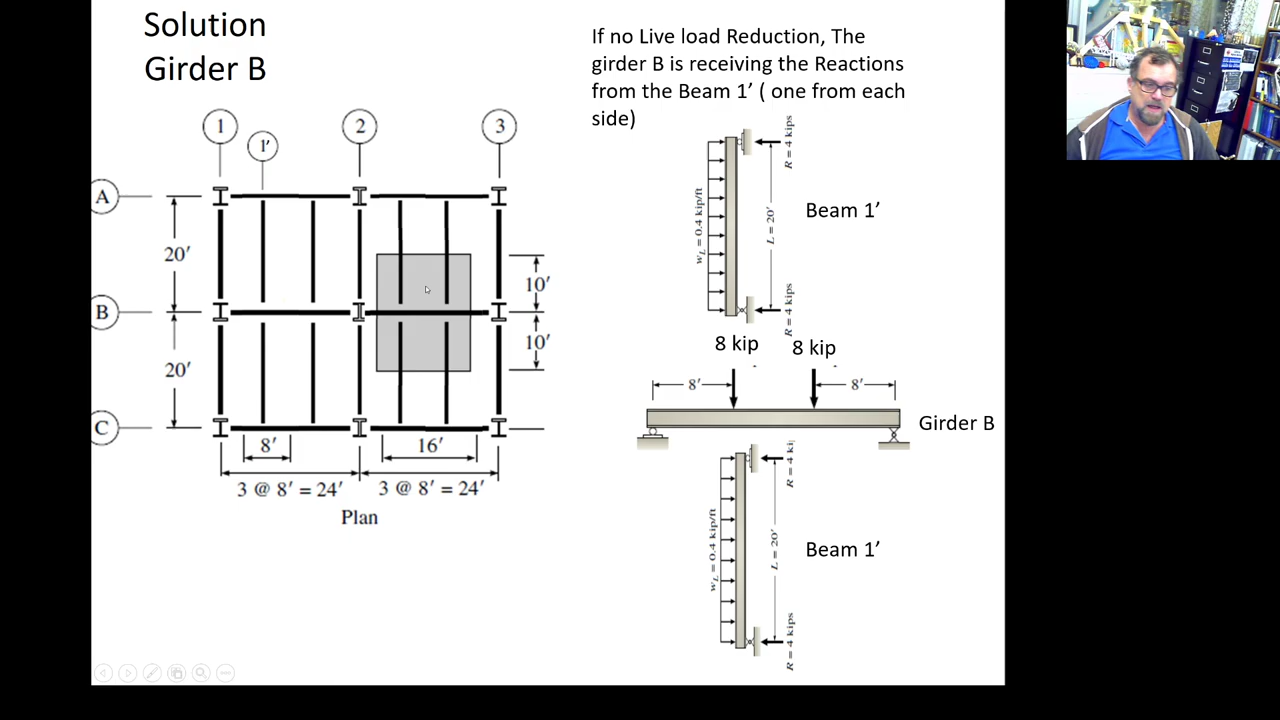 Solution
Girder B
If no Live load Reduction, The
girder B is receiving the Reactions
from the Beam 1’ ( one from each
side)
1
2
3
1′
A
B
C
20′
20′
10′
10′
8′
16′
3 @ 8′ = 24′
3 @ 8′ = 24′
Plan
R = 4 kips
wL = 0.4 kip/ft
L = 20′
Beam 1’
R = 4 kips
8 kip
8 kip
8′
8′
Girder B
R = 4 ki
wL = 0.4 kip/ft
L = 20′
Beam 1’
R = 4 kips